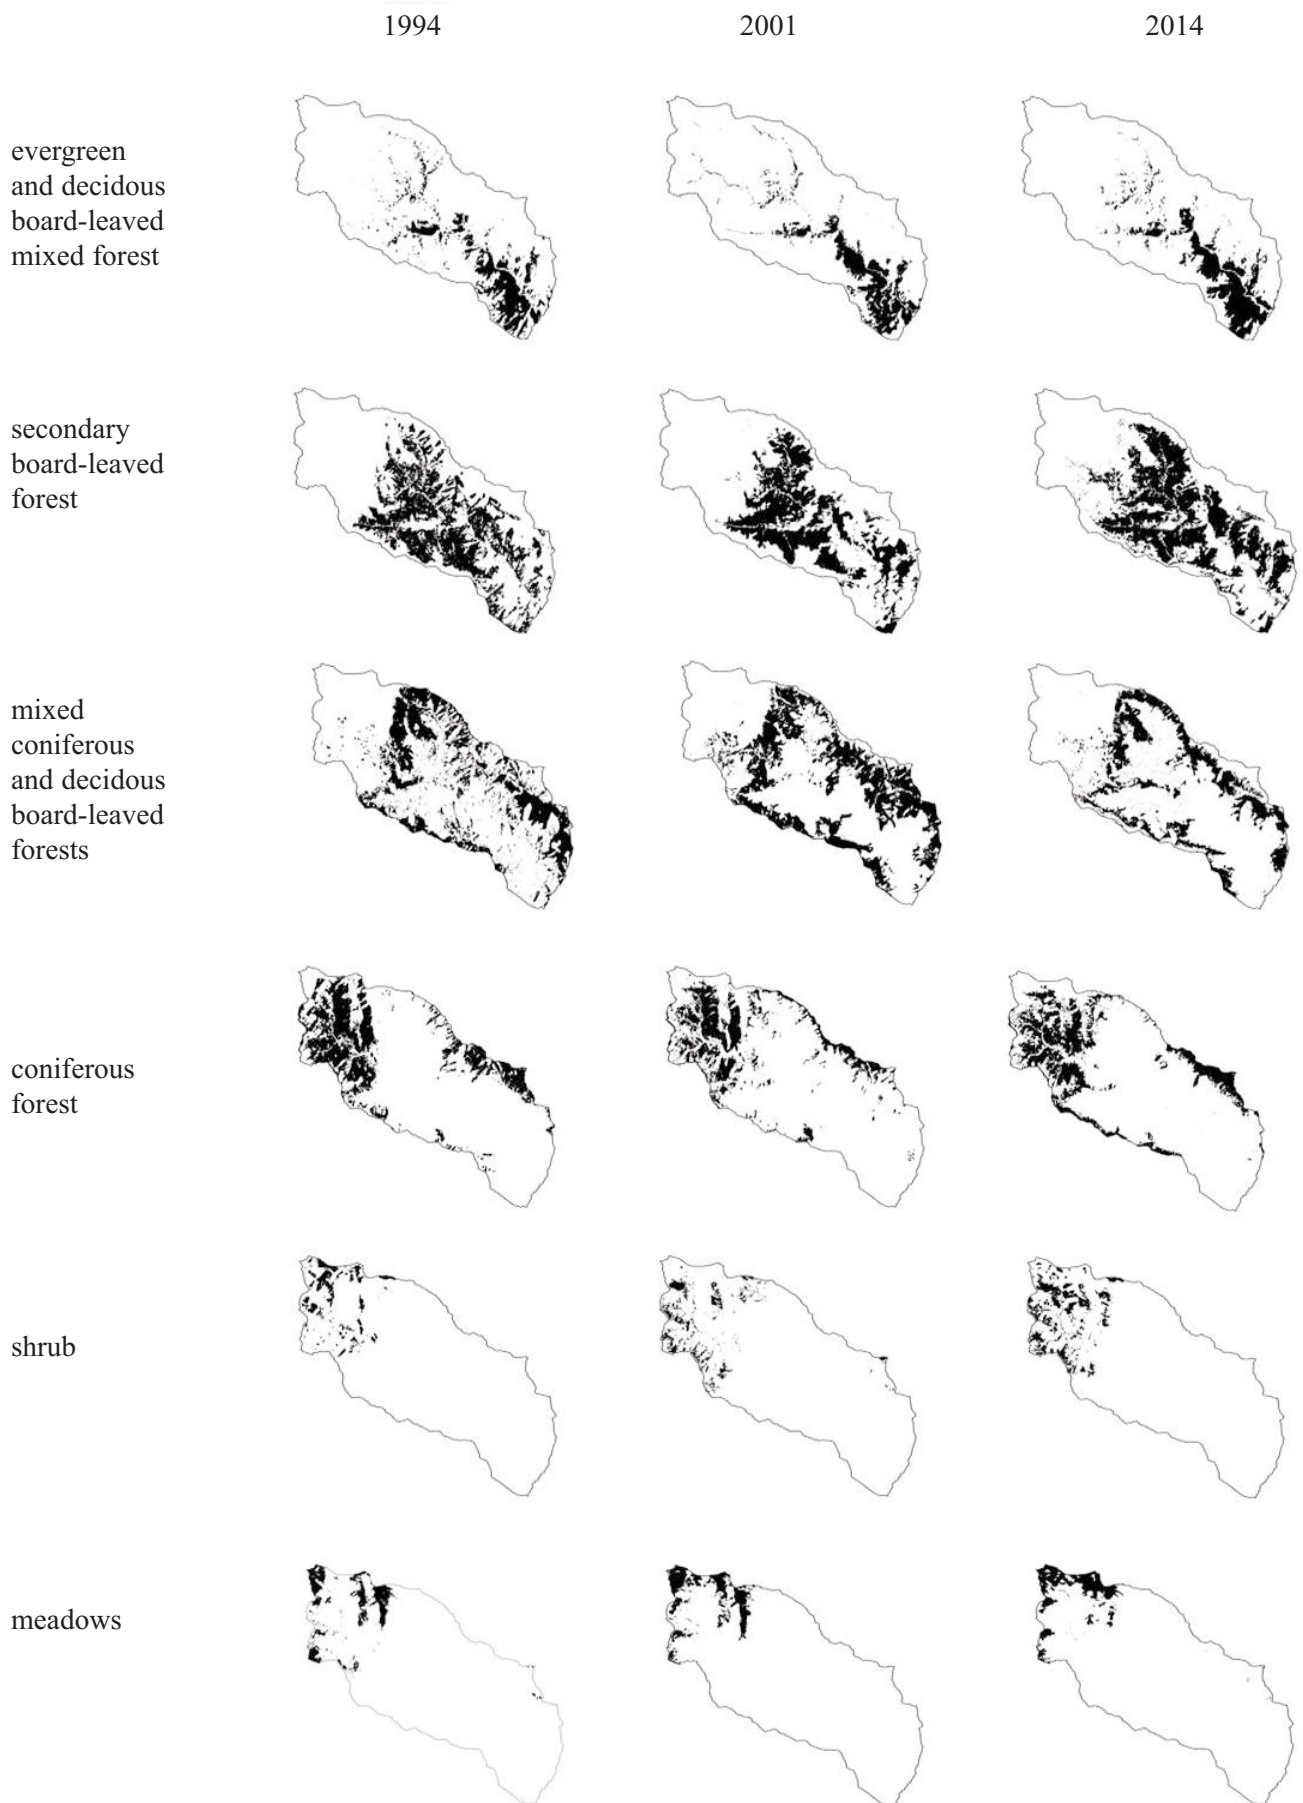 1994 2001 2014
evergreen
and decidous
board-leaved
mixed forest
secondary
board-leaved
forest
mixed
coniferous
and decidous
board-leaved
forests
coniferous
forest
shrub
meadows